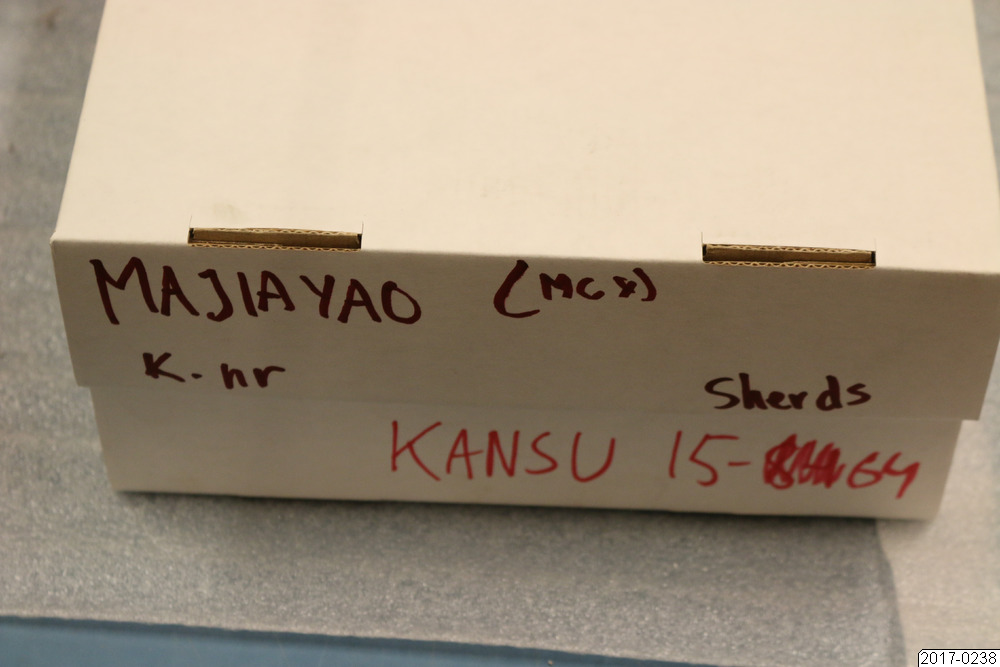 MAJIAYAO (MCX)
K. nr
Sherds
KANSU 15-64
2017-0238